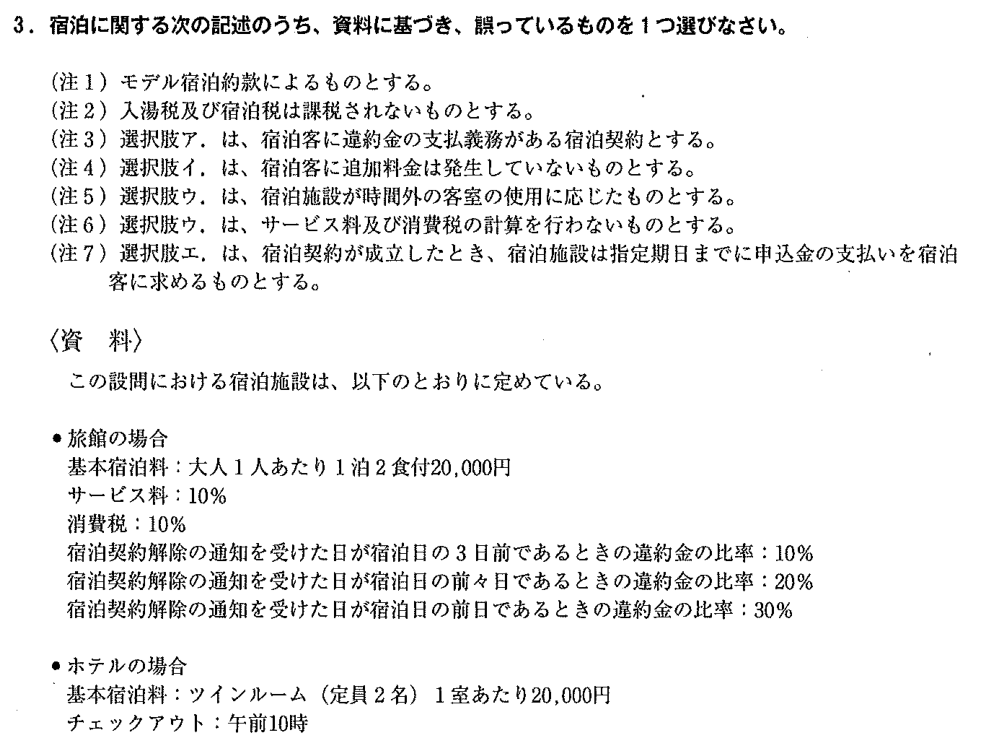 3．宿泊に関する次の記述のうち、資料に基づき、誤っているものを1つ選びなさい。
（注1）モデル宿泊約款によるものとする。
（注2）入湯税及び宿泊税は課税されないものとする。
（注3）選択肢ア．は、宿泊客に違約金の支払義務がある宿泊契約とする。
（注4）選択肢イ．は、宿泊客に追加料金は発生していないものとする。
（注5）選択肢ウ．は、宿泊施設が時間外の客室の使用に応じたものとする。
（注6）選択肢ウ．は、サービス料及び消費税の計算を行わないものとする。
（注7）選択肢エ．は、宿泊契約が成立したとき、宿泊施設は指定期日までに申込金の支払いを宿泊
客に求めるものとする。
〈資　料〉
この設問における宿泊施設は、以下のとおりに定めている。
●旅館の場合
基本宿泊料：大人1人あたり1泊2食付20,000円
サービス料：10％
消費税：10％
宿泊契約解除の通知を受けた日が宿泊日の3日前であるときの違約金の比率：10％
宿泊契約解除の通知を受けた日が宿泊日の前々日であるときの違約金の比率：20％
宿泊契約解除の通知を受けた日が宿泊日の前日であるときの違約金の比率：30％
●ホテルの場合
基本宿泊料：ツインルーム（定員2名）1室あたり20,000円
チェックアウト：午前10時